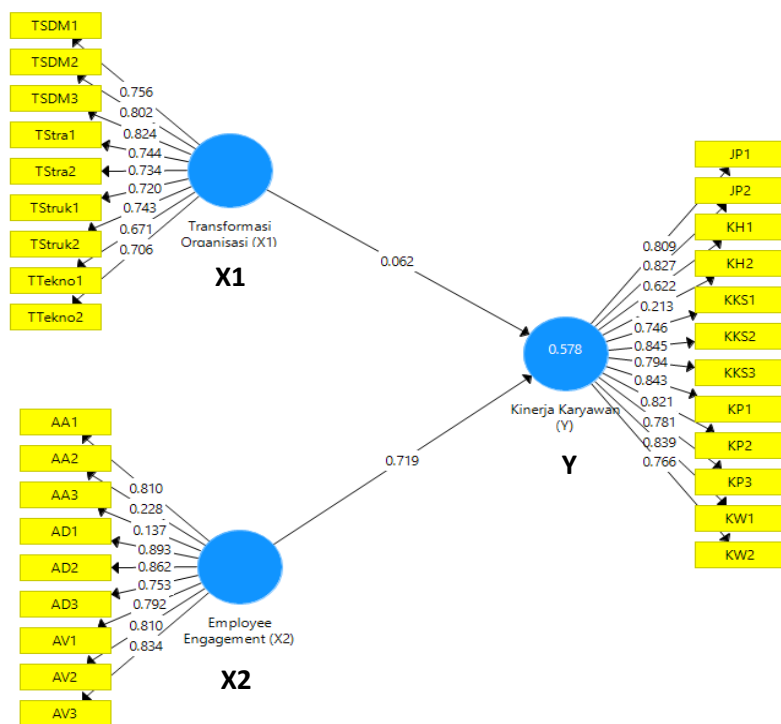 TSDM1
TSDM2
TSDM3
TStra1
TStra2
TStruk1
TStruk2
TTekno1
TTekno2
0.756
0.802
0.824
0.744
0.734
0.720
0.743
0.671
0.706
Transformasi
Organisasi (X1)
X1
0.062
AA1
AA2
AA3
AD1
AD2
AD3
AV1
AV2
AV3
0.810
0.228
0.137
0.893
0.862
0.753
0.792
0.810
0.834
Employee
Engagement (X2)
X2
0.719
0.578
Kinerja Karyawan
(Y)
Y
0.809
0.827
0.622
0.213
0.746
0.845
0.794
0.843
0.821
0.781
0.839
0.766
JP1
JP2
KH1
KH2
KKS1
KKS2
KKS3
KP1
KP2
KP3
KW1
KW2